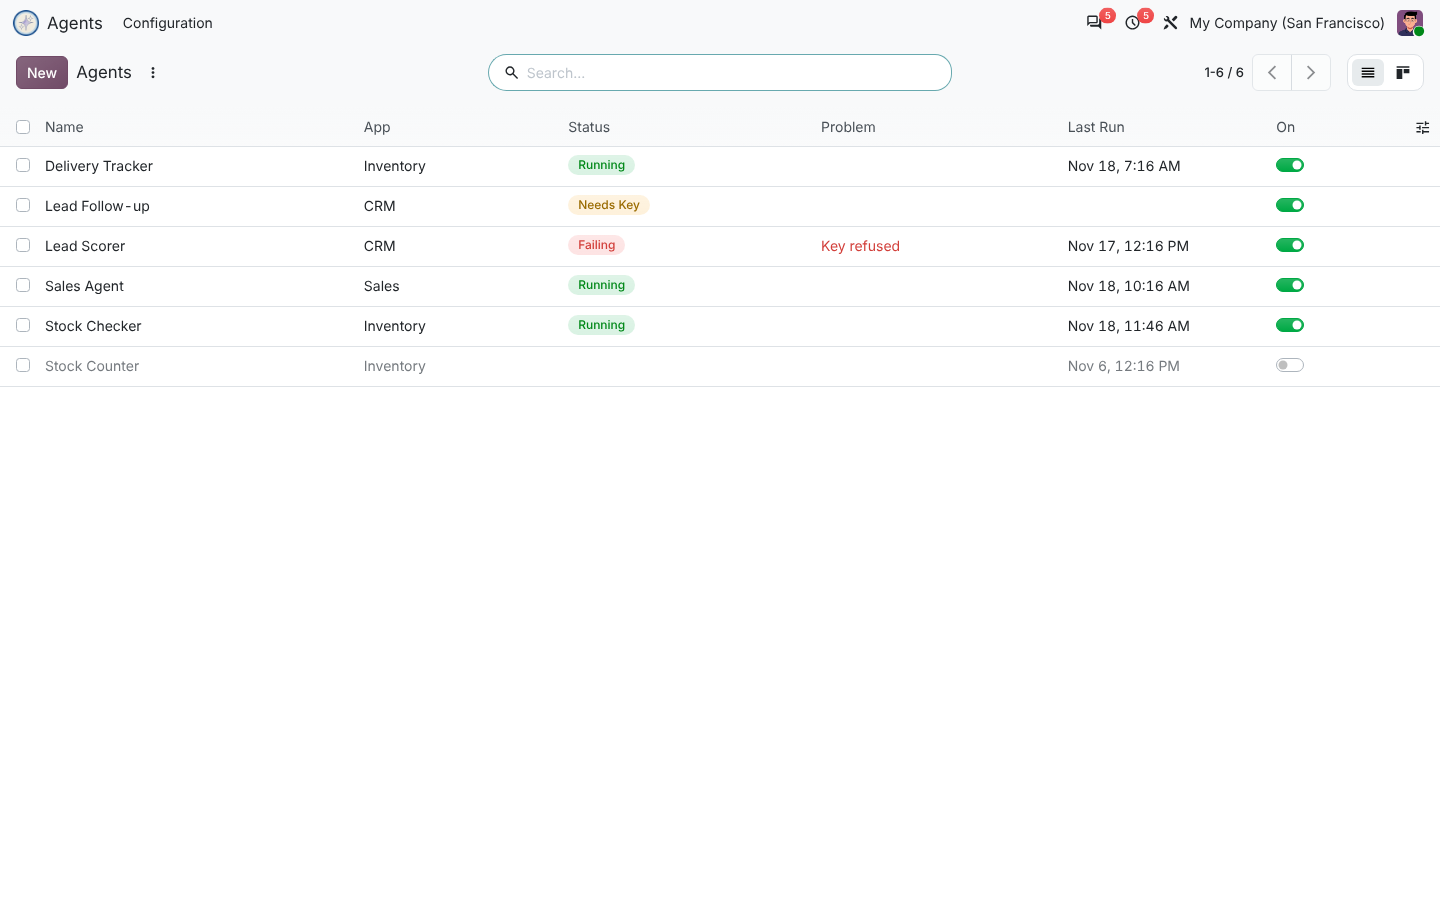 Agents Configuration 5 5 My Company (San Francisco)
New Agents Search... 1-6 / 6
Name App Status Problem Last Run On
Delivery Tracker Inventory Running Nov 18, 7:16 AM
Lead Follow-up CRM Needs Key
Lead Scorer CRM Failing Key refused Nov 17, 12:16 PM
Sales Agent Sales Running Nov 18, 10:16 AM
Stock Checker Inventory Running Nov 18, 11:46 AM
Stock Counter Inventory Nov 6, 12:16 PM